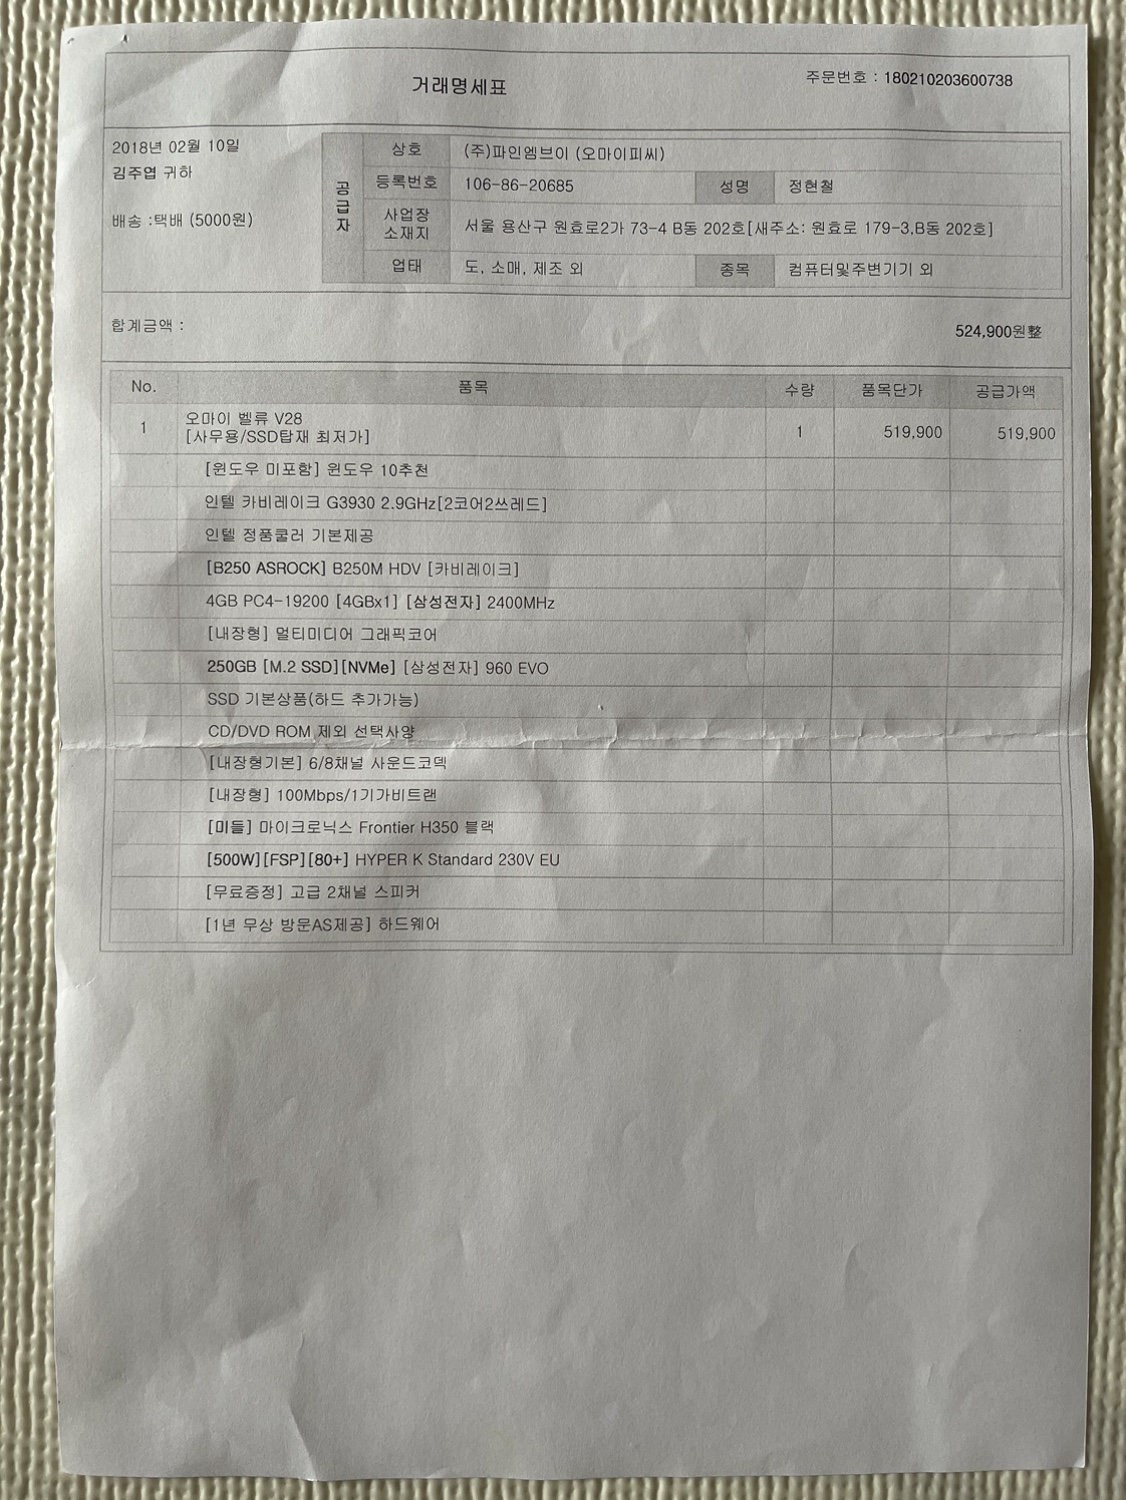 거래명세표
주문번호 : 180210203600738
2018년 02월 10일
김주엽 귀하
배송 :택배 (5000원)
공급자
상호 (주)파인엠브이 (오마이피씨)
등록번호 106-86-20685 성명 정현철
사업장
소재지 서울 용산구 원효로2가 73-4 B동 202호[새주소: 원효로 179-3,B동 202호]
업태 도, 소매, 제조 외 종목 컴퓨터및주변기기 외
합계금액 : 524,900원整
No. 품목 수량 품목단가 공급가액
1 오마이 벨류 V28
[사무용/SSD탑재 최저가] 1 519,900 519,900
[윈도우 미포함] 윈도우 10추천
인텔 카비레이크 G3930 2.9GHz[2코어2쓰레드]
인텔 정품쿨러 기본제공
[B250 ASROCK] B250M HDV [카비레이크]
4GB PC4-19200 [4GBx1] [삼성전자] 2400MHz
[내장형] 멀티미디어 그래픽코어
250GB [M.2 SSD][NVMe] [삼성전자] 960 EVO
SSD 기본상품(하드 추가가능)
CD/DVD ROM 제외 선택사양
[내장형기본] 6/8채널 사운드코덱
[내장형] 100Mbps/1기가비트랜
[미들] 마이크로닉스 Frontier H350 블랙
[500W][FSP][80+] HYPER K Standard 230V EU
[무료증정] 고급 2채널 스피커
[1년 무상 방문AS제공] 하드웨어